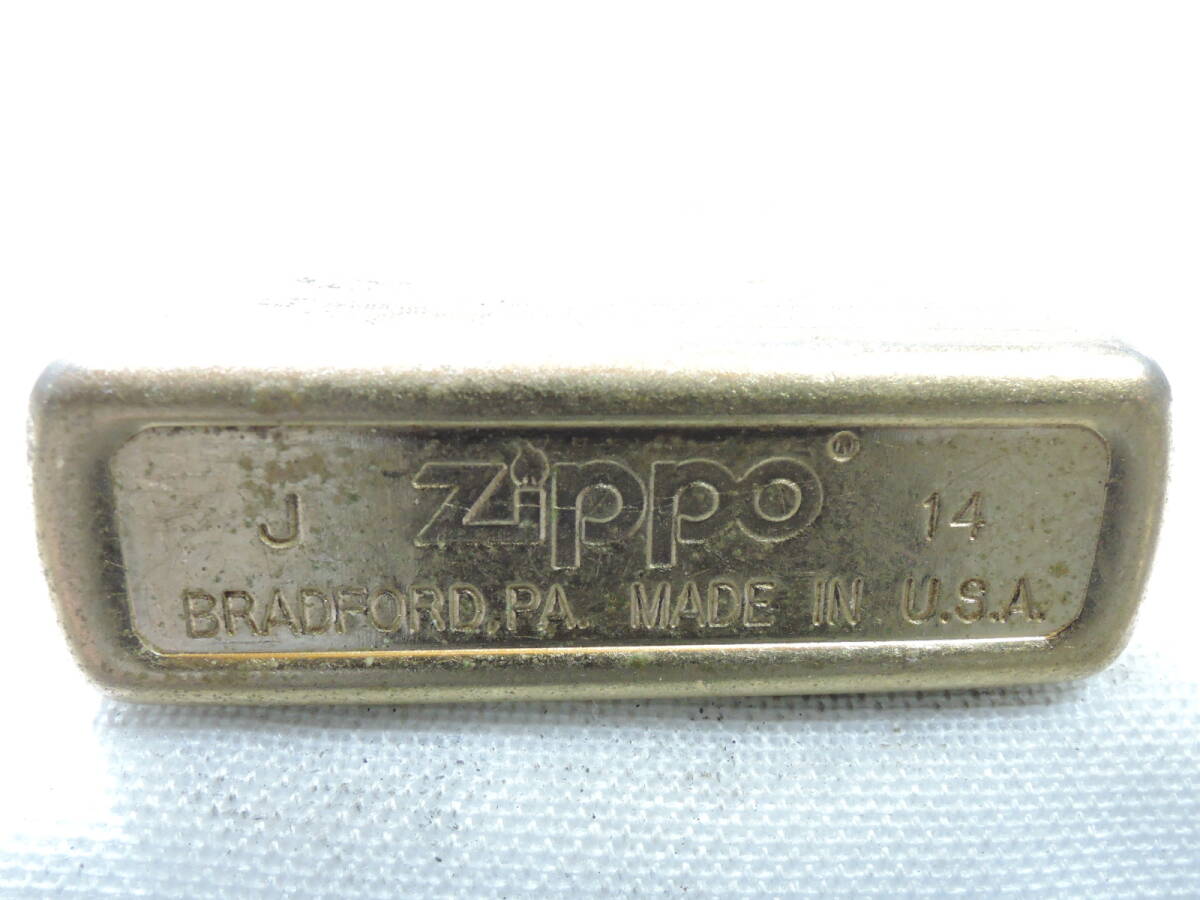 J Zippo® 14
BRADFORD,PA. MADE IN U.S.A.